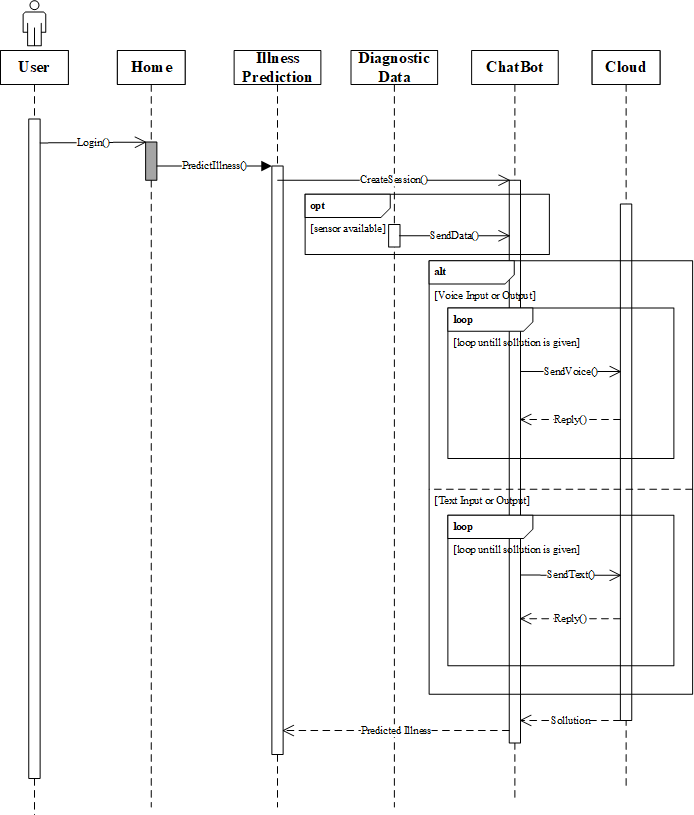 User
Home
Illness
Prediction
Diagnostic
Data
ChatBot
Cloud
Login()
PredictIllness()
CreateSession()
opt
[sensor available]
SendData()
alt
[Voice Input or Output]
loop
[loop untill sollution is given]
SendVoice()
Reply()
[Text Input or Output]
loop
[loop untill sollution is given]
SendText()
Reply()
Sollution
Predicted Illness